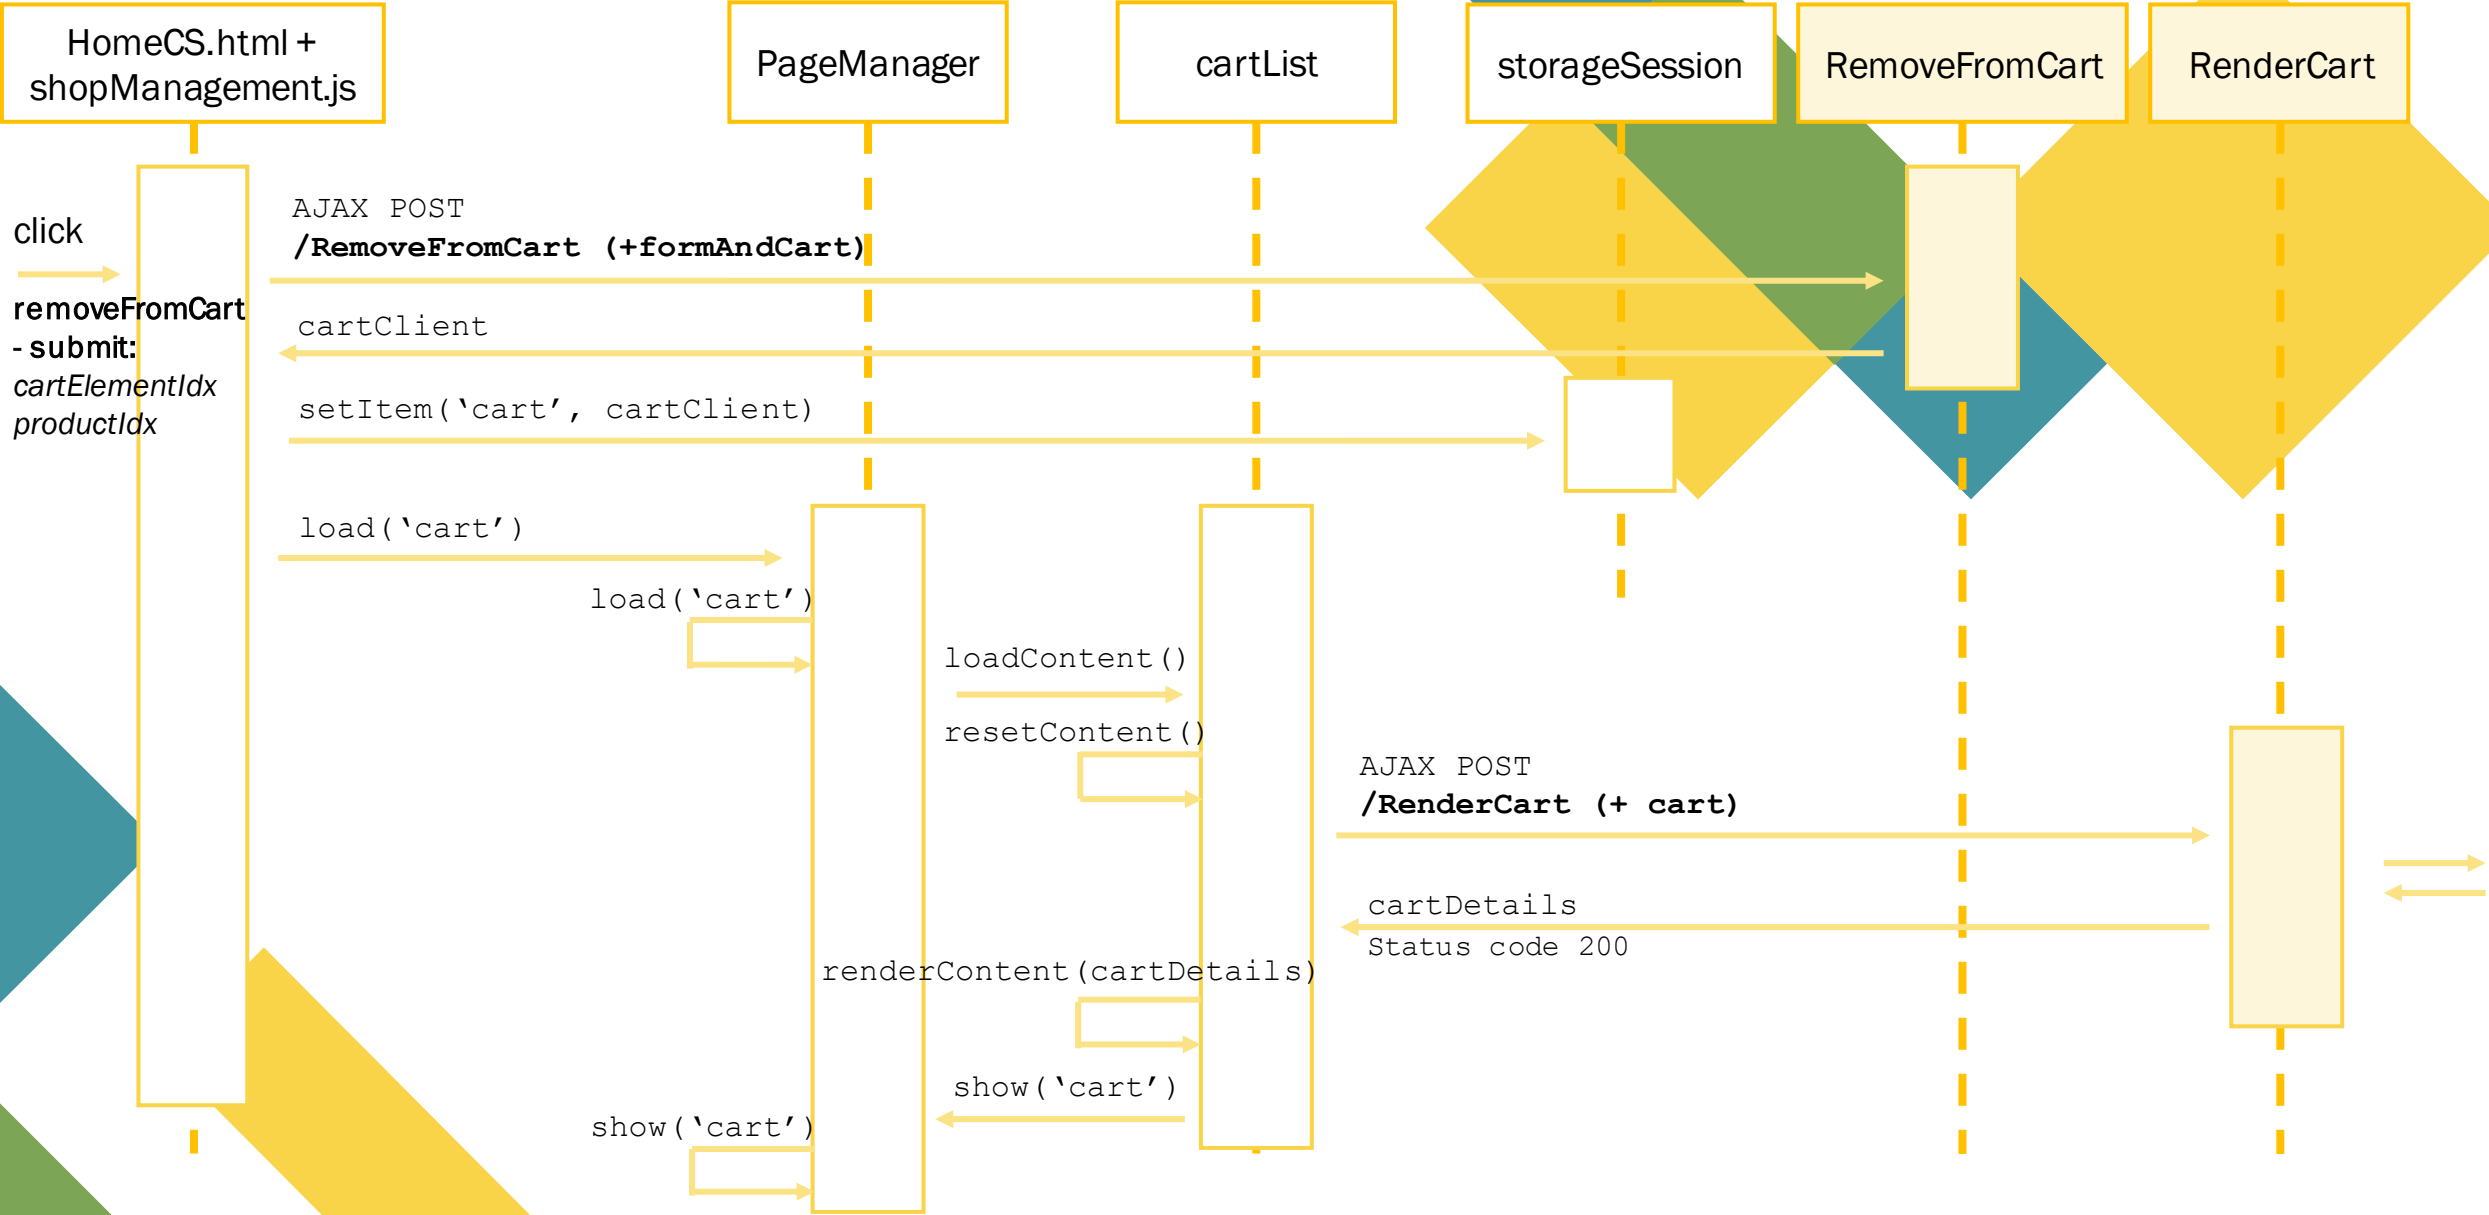 HomeCS.html +
shopManagement.js
PageManager
cartList
storageSession
RemoveFromCart
RenderCart
click
removeFromCart
- submit:
cartElementIdx
productIdx
AJAX POST
/RemoveFromCart (+formAndCart)
cartClient
setItem(‘cart’, cartClient)
load(‘cart’)
load(‘cart’)
loadContent()
resetContent()
AJAX POST
/RenderCart (+ cart)
cartDetails
Status code 200
renderContent(cartDetails)
show(‘cart’)
show(‘cart’)